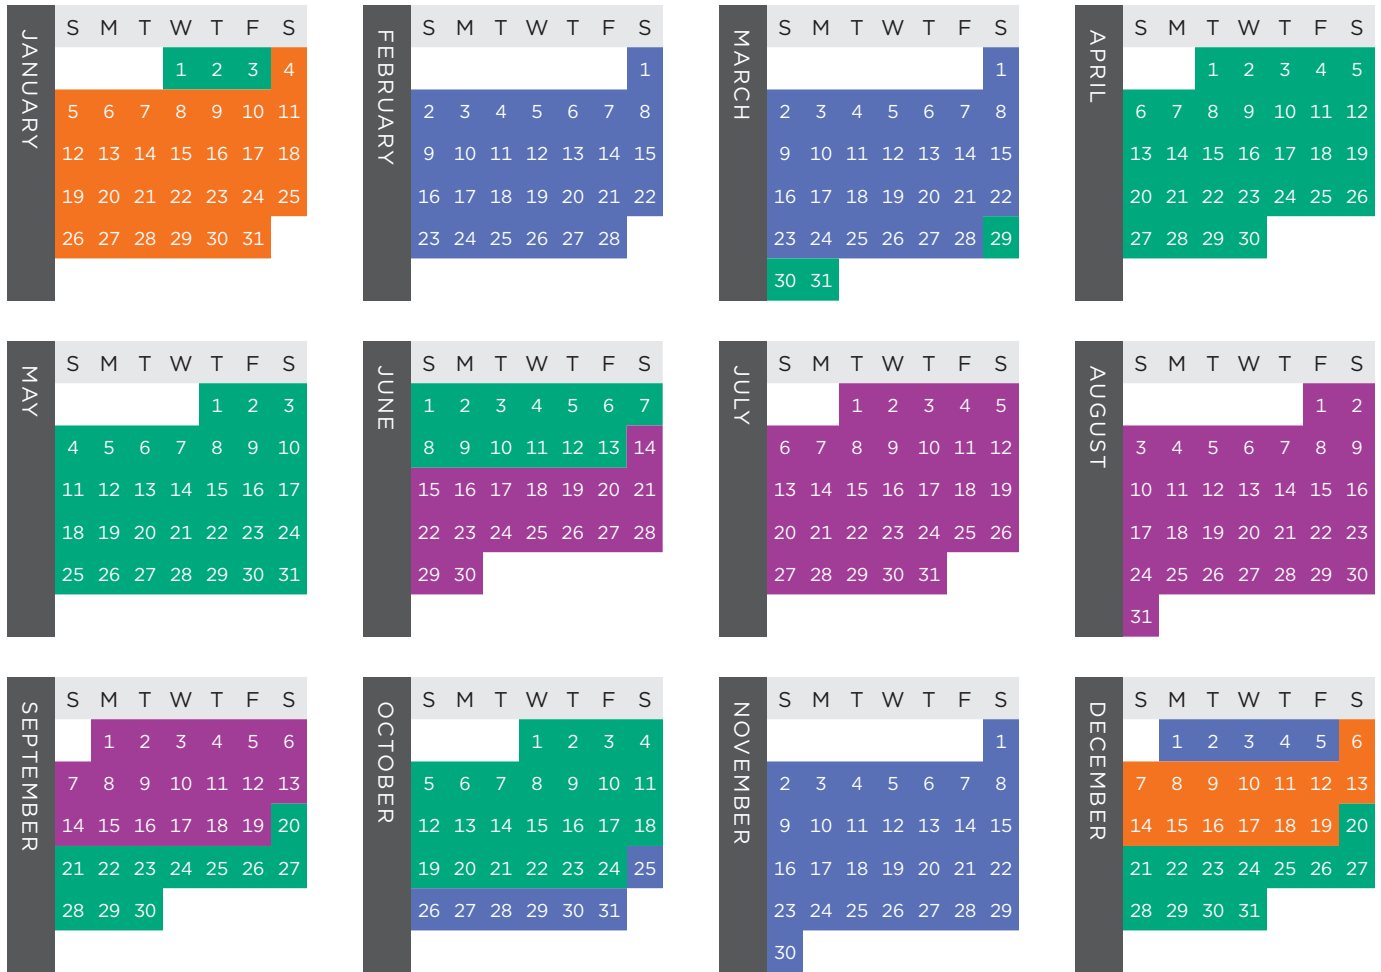 JANUARY
S M T W T F S
1 2 3 4
5 6 7 8 9 10 11
12 13 14 15 16 17 18
19 20 21 22 23 24 25
26 27 28 29 30 31
FEBRUARY
S M T W T F S
1
2 3 4 5 6 7 8
9 10 11 12 13 14 15
16 17 18 19 20 21 22
23 24 25 26 27 28
MARCH
S M T W T F S
1
2 3 4 5 6 7 8
9 10 11 12 13 14 15
16 17 18 19 20 21 22
23 24 25 26 27 28 29
30 31
APRIL
S M T W T F S
1 2 3 4 5
6 7 8 9 10 11 12
13 14 15 16 17 18 19
20 21 22 23 24 25 26
27 28 29 30
MAY
S M T W T F S
1 2 3
4 5 6 7 8 9 10
11 12 13 14 15 16 17
18 19 20 21 22 23 24
25 26 27 28 29 30 31
JUNE
S M T W T F S
1 2 3 4 5 6 7
8 9 10 11 12 13 14
15 16 17 18 19 20 21
22 23 24 25 26 27 28
29 30
JULY
S M T W T F S
1 2 3 4 5
6 7 8 9 10 11 12
13 14 15 16 17 18 19
20 21 22 23 24 25 26
27 28 29 30 31
AUGUST
S M T W T F S
1 2
3 4 5 6 7 8 9
10 11 12 13 14 15 16
17 18 19 20 21 22 23
24 25 26 27 28 29 30
31
SEPTEMBER
S M T W T F S
1 2 3 4 5 6
7 8 9 10 11 12 13
14 15 16 17 18 19 20
21 22 23 24 25 26 27
28 29 30
OCTOBER
S M T W T F S
1 2 3 4
5 6 7 8 9 10 11
12 13 14 15 16 17 18
19 20 21 22 23 24 25
26 27 28 29 30 31
NOVEMBER
S M T W T F S
1
2 3 4 5 6 7 8
9 10 11 12 13 14 15
16 17 18 19 20 21 22
23 24 25 26 27 28 29
30
DECEMBER
S M T W T F S
1 2 3 4 5 6
7 8 9 10 11 12 13
14 15 16 17 18 19 20
21 22 23 24 25 26 27
28 29 30 31